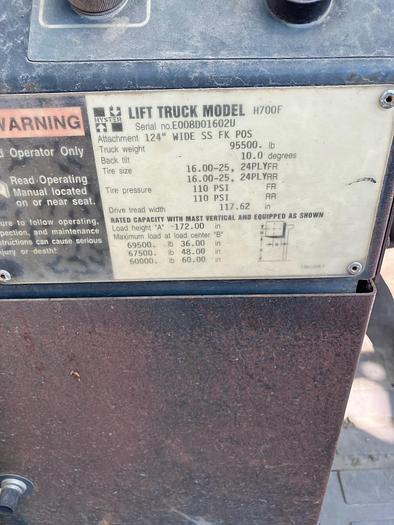 WARNING
d Operator Only
Read Operating
Manual located
on or near seat.
ure to follow operating,
pection, and maintenance
structions can cause serious
njury or death!
HYSTER
LIFT TRUCK MODEL H700F
Serial no. E008D01602U
Attachment 124" WIDE SS FK POS
Truck weight 95500. lb
Back tilt 10.0 degrees
Tire size 16.00-25, 24PLY FR
16.00-25, 24PLY RR
Tire pressure 110 PSI FR
110 PSI RR
Drive tread width 117.62 in
RATED CAPACITY WITH MAST VERTICAL AND EQUIPPED AS SHOWN
Load height "A" -172.00 in
Maximum load at load center "B"
69500. lb 36.00 in
67500. lb 48.00 in
60000. lb 60.00 in